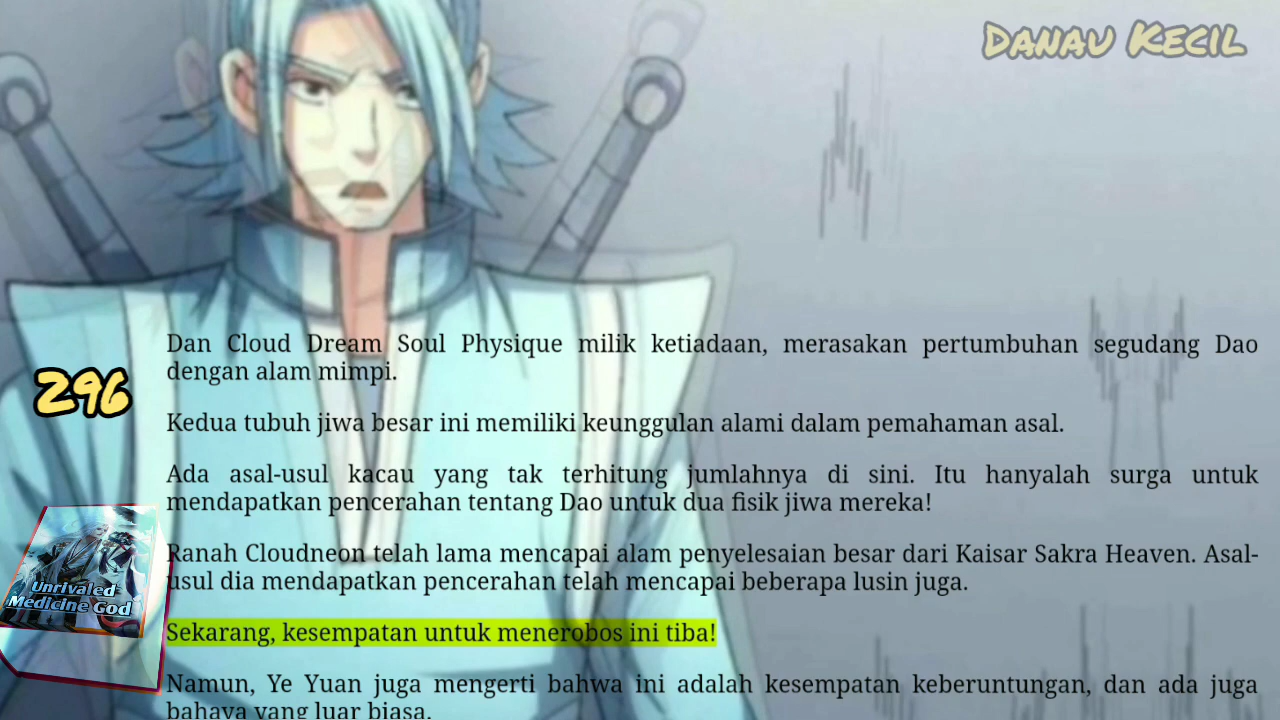 Danau Kecil
Dan Cloud Dream Soul Physique milik ketiadaan, merasakan pertumbuhan segudang Dao
dengan alam mimpi.
296
Kedua tubuh jiwa besar ini memiliki keunggulan alami dalam pemahaman asal.
Ada asal-usul kacau yang tak terhitung jumlahnya di sini. Itu hanyalah surga untuk
mendapatkan pencerahan tentang Dao untuk dua fisik jiwa mereka!
Ranah Cloudneon telah lama mencapai alam penyelesaian besar dari Kaisar Sakra Heaven. Asal-
usul dia mendapatkan pencerahan telah mencapai beberapa lusin juga.
Unrivaled
Medicine God
Sekarang, kesempatan untuk menerobos ini tiba!
Namun, Ye Yuan juga mengerti bahwa ini adalah kesempatan keberuntungan, dan ada juga
bahaya yang luar biasa.